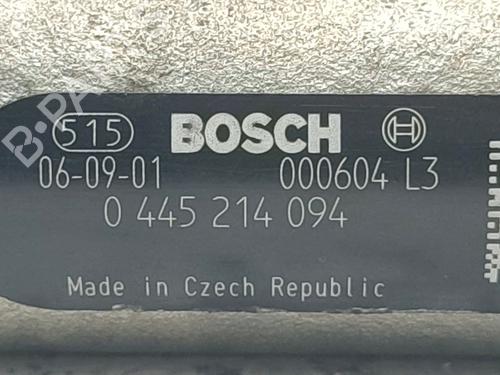 515 BOSCH
06-09-01 000604 L3
0 445 214 094
Made in Czech Republic